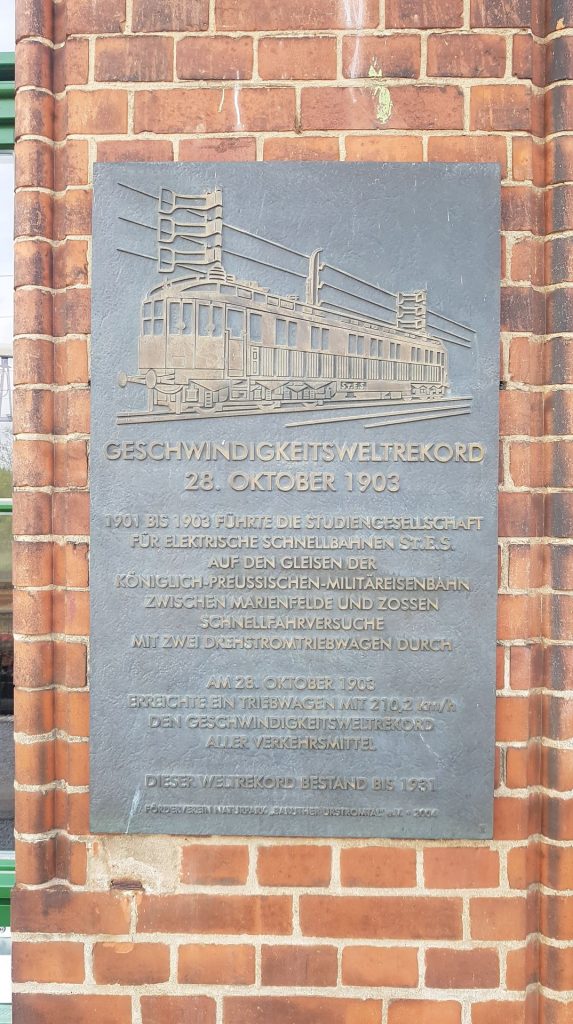 St.E.S.
GESCHWINDIGKEITSWELTREKORD
28. OKTOBER 1903
1901 BIS 1903 FÜHRTE DIE STUDIENGESELLSCHAFT
FÜR ELEKTRISCHE SCHNELLBAHNEN ST.E.S.
AUF DEN GLEISEN DER
KÖNIGLICH-PREUSSISCHEN-MILITÄREISENBAHN
ZWISCHEN MARIENFELDE UND ZOSSEN
SCHNELLFAHRVERSUCHE
MIT ZWEI DREHSTROMTRIEBWAGEN DURCH
AM 28. OKTOBER 1903
ERREICHTE EIN TRIEBWAGEN MIT 210,2 km/h
DEN GESCHWINDIGKEITSWELTREKORD
ALLER VERKEHRSMITTEL
DIESER WELTREKORD BESTAND BIS 1931
FÖRDERVEREIN NATURPARK „BARUTHER URSTROMTAL" e.V. - 2004